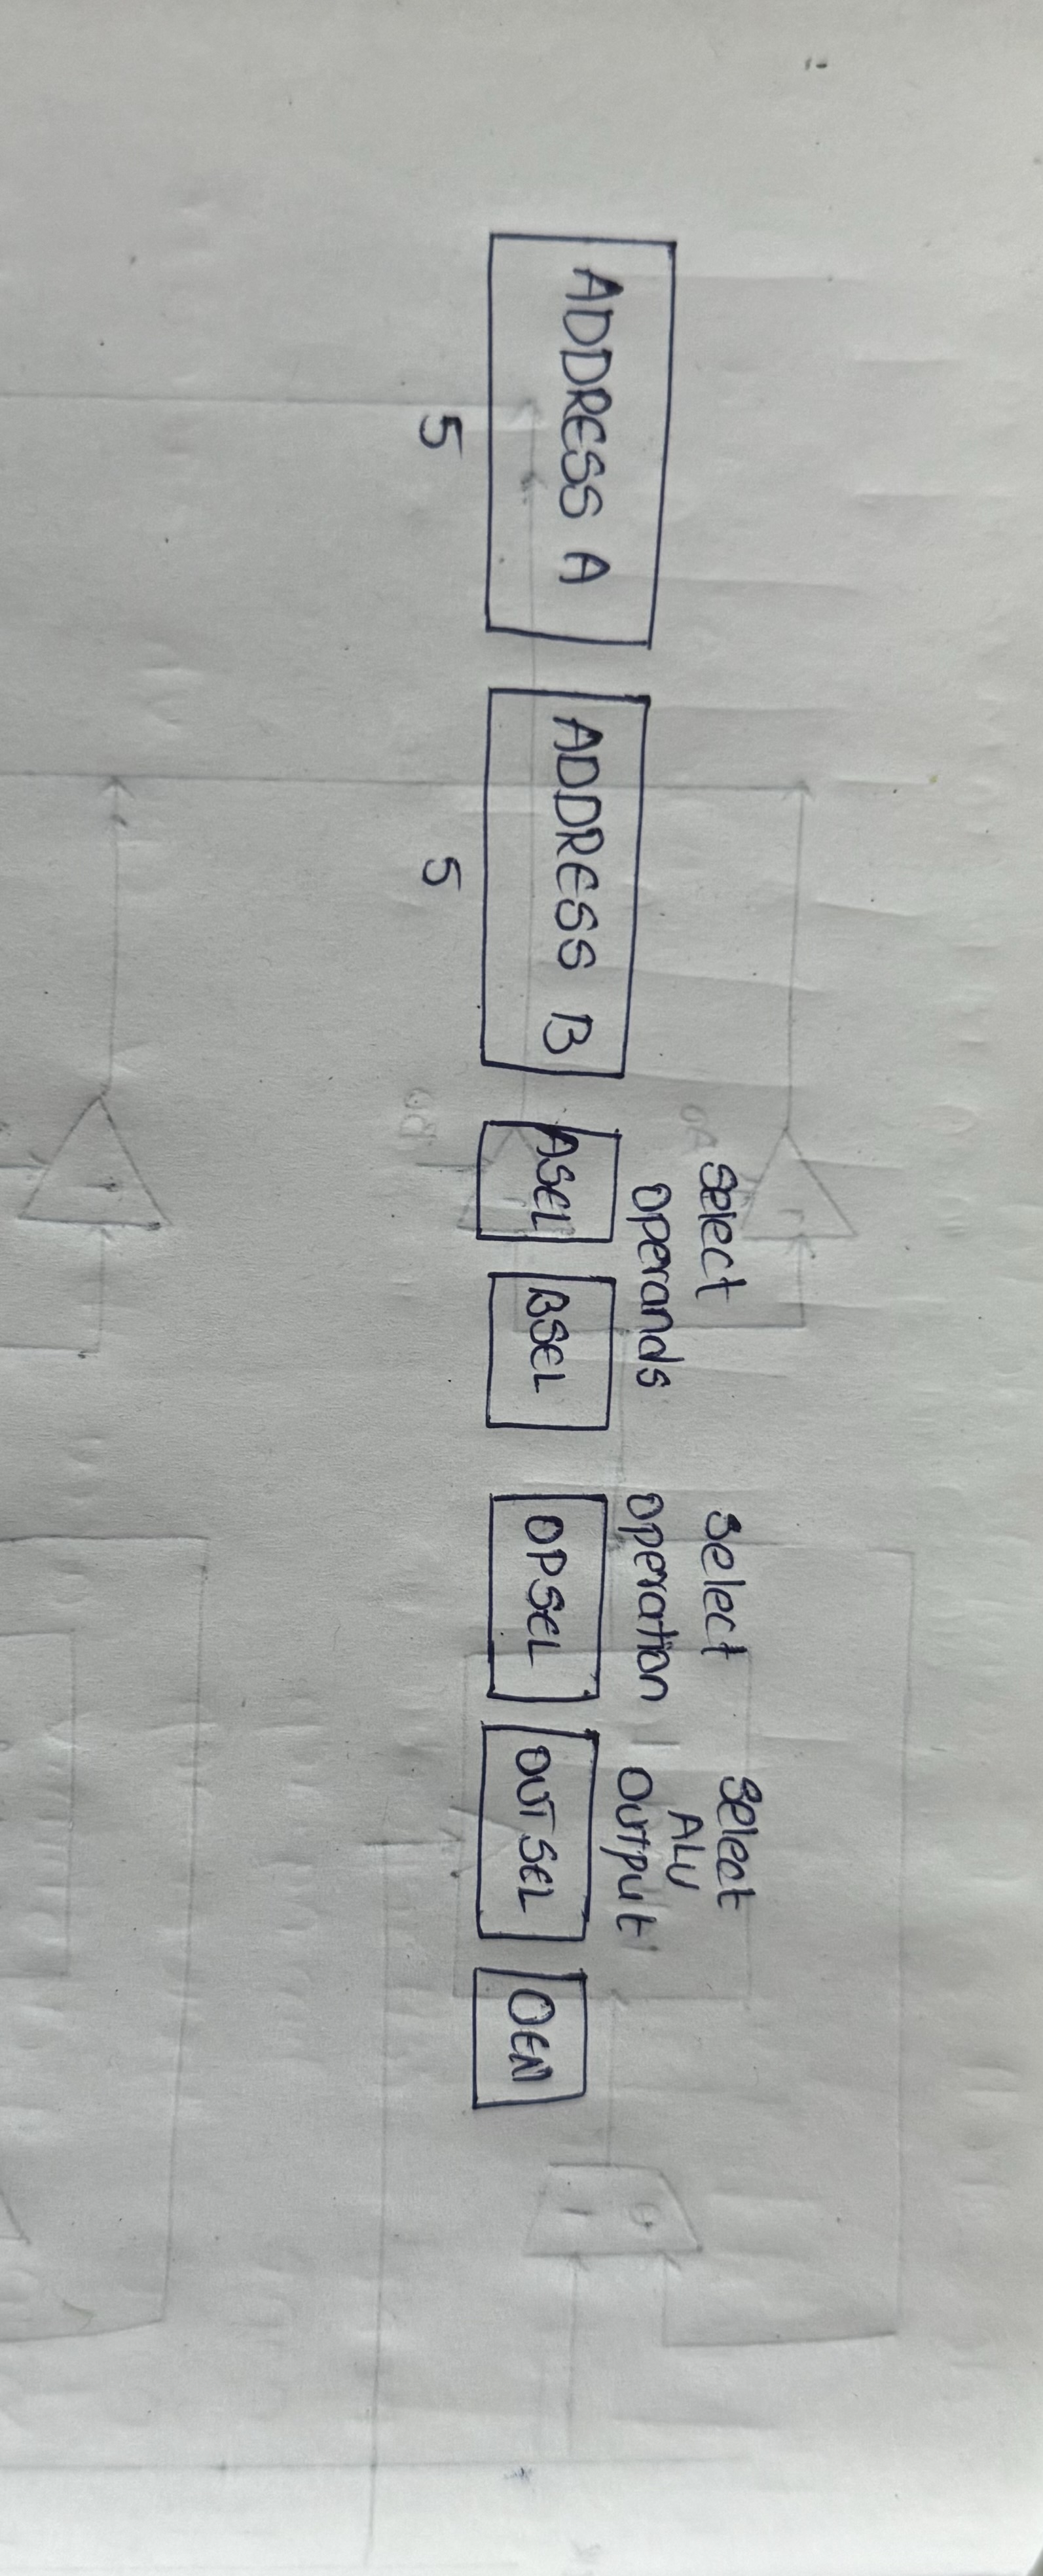 Select
Operands
Select
Operation
Select
ALU
Output
ADDRESS A
ADDRESS B
ASEL
BSEL
OPSEL
OUTSEL
OEN
5
5